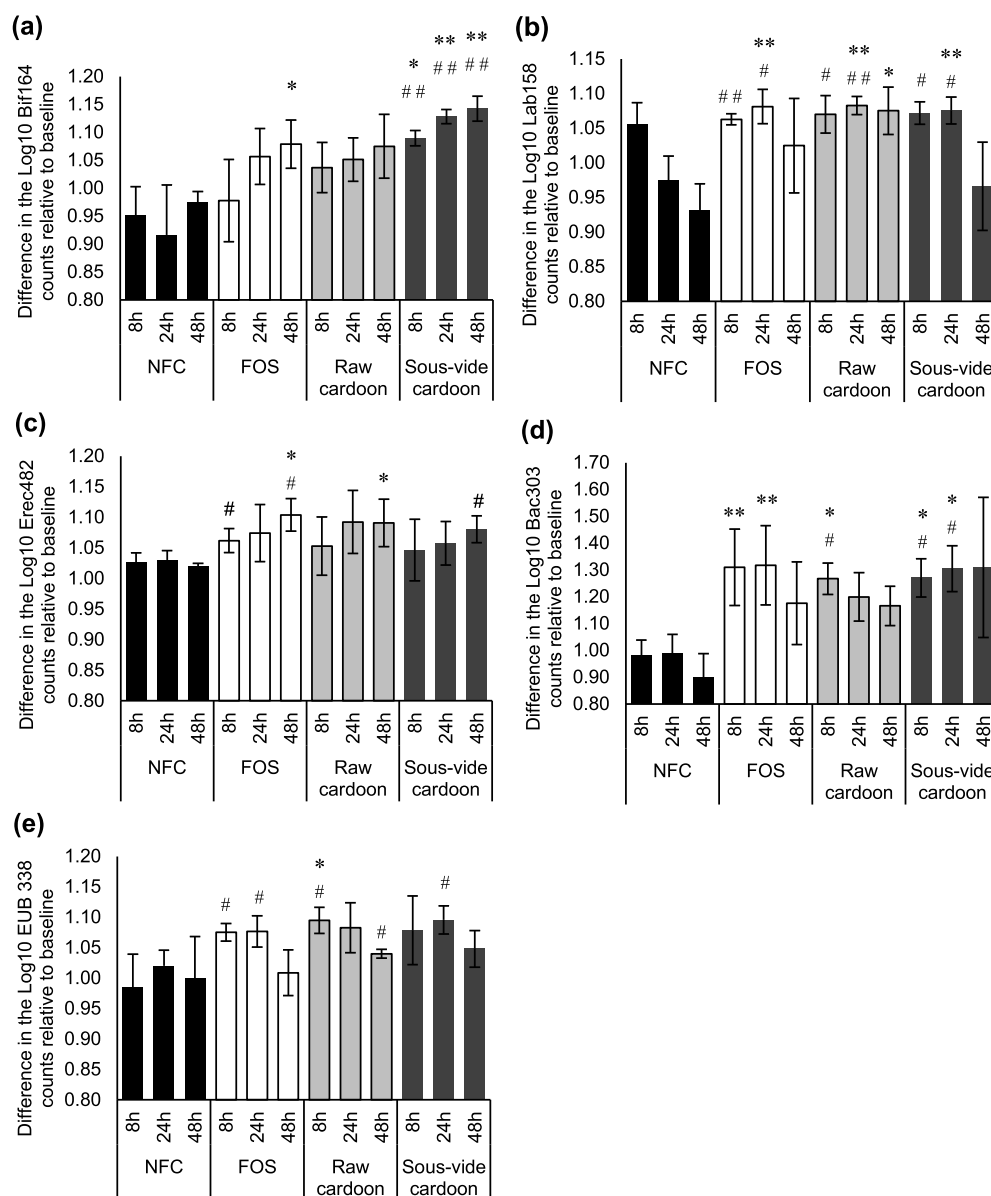 (a)
Difference in the Log10 Bif164
counts relative to baseline
1.20
1.15
1.10
1.05
1.00
0.95
0.90
0.85
0.80
* * ** **
## ## ##
8h 24h 48h 8h 24h 48h 8h 24h 48h 8h 24h 48h
NFC FOS Raw cardoon Sous-vide cardoon
(b)
Difference in the Log10 Lab158
counts relative to baseline
1.15
1.10
1.05
1.00
0.95
0.90
0.85
0.80
** ** * **
## # # ## # #
8h 24h 48h 8h 24h 48h 8h 24h 48h 8h 24h 48h
NFC FOS Raw cardoon Sous-vide cardoon
(c)
Difference in the Log10 Erec482
counts relative to baseline
1.20
1.15
1.10
1.05
1.00
0.95
0.90
0.85
0.80
* *
# # #
8h 24h 48h 8h 24h 48h 8h 24h 48h 8h 24h 48h
NFC FOS Raw cardoon Sous-vide cardoon
(d)
Difference in the Log10 Bac303
counts relative to baseline
1.70
1.60
1.50
1.40
1.30
1.20
1.10
1.00
0.90
0.80
** ** * * *
# # #
8h 24h 48h 8h 24h 48h 8h 24h 48h 8h 24h 48h
NFC FOS Raw cardoon Sous-vide cardoon
(e)
Difference in the Log10 EUB 338
counts relative to baseline
1.20
1.15
1.10
1.05
1.00
0.95
0.90
0.85
0.80
*
# # # # #
8h 24h 48h 8h 24h 48h 8h 24h 48h 8h 24h 48h
NFC FOS Raw cardoon Sous-vide cardoon